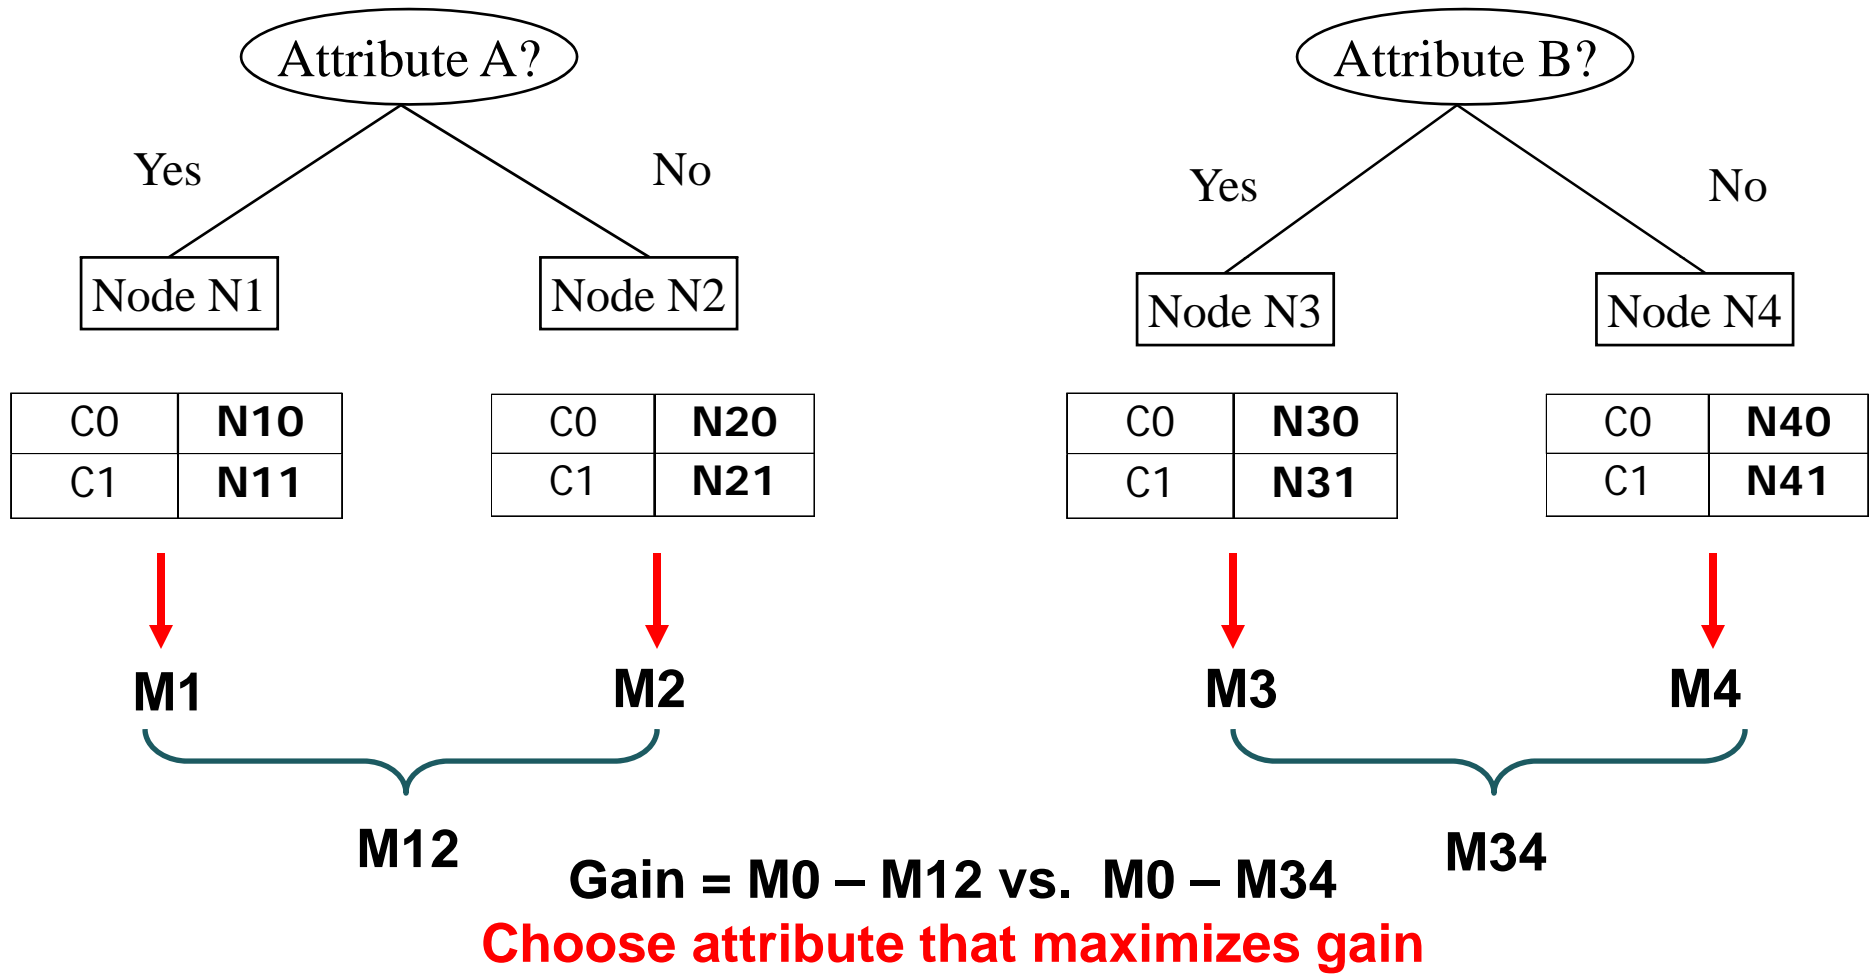 Attribute A?
Attribute B?
Yes
No
Yes
No
Node N1
Node N2
Node N3
Node N4
C0 N10
C1 N11
C0 N20
C1 N21
C0 N30
C1 N31
C0 N40
C1 N41
M1
M2
M3
M4
M12
M34
Gain = M0 – M12 vs. M0 – M34
Choose attribute that maximizes gain